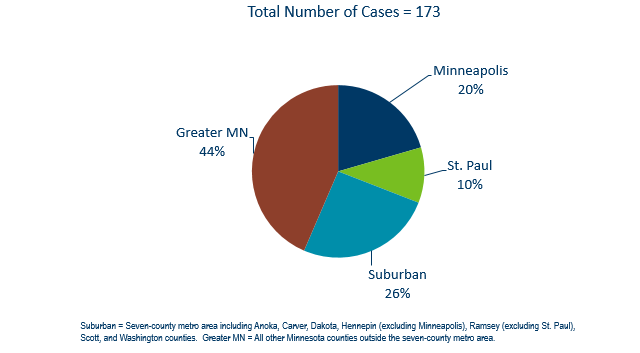 Total Number of Cases = 173
Minneapolis
20%
Greater MN
44%
St. Paul
10%
Suburban
26%
Suburban = Seven-county metro area including Anoka, Carver, Dakota, Hennepin (excluding Minneapolis), Ramsey (excluding St. Paul),
Scott, and Washington counties.  Greater MN = All other Minnesota counties outside the seven-county metro area.